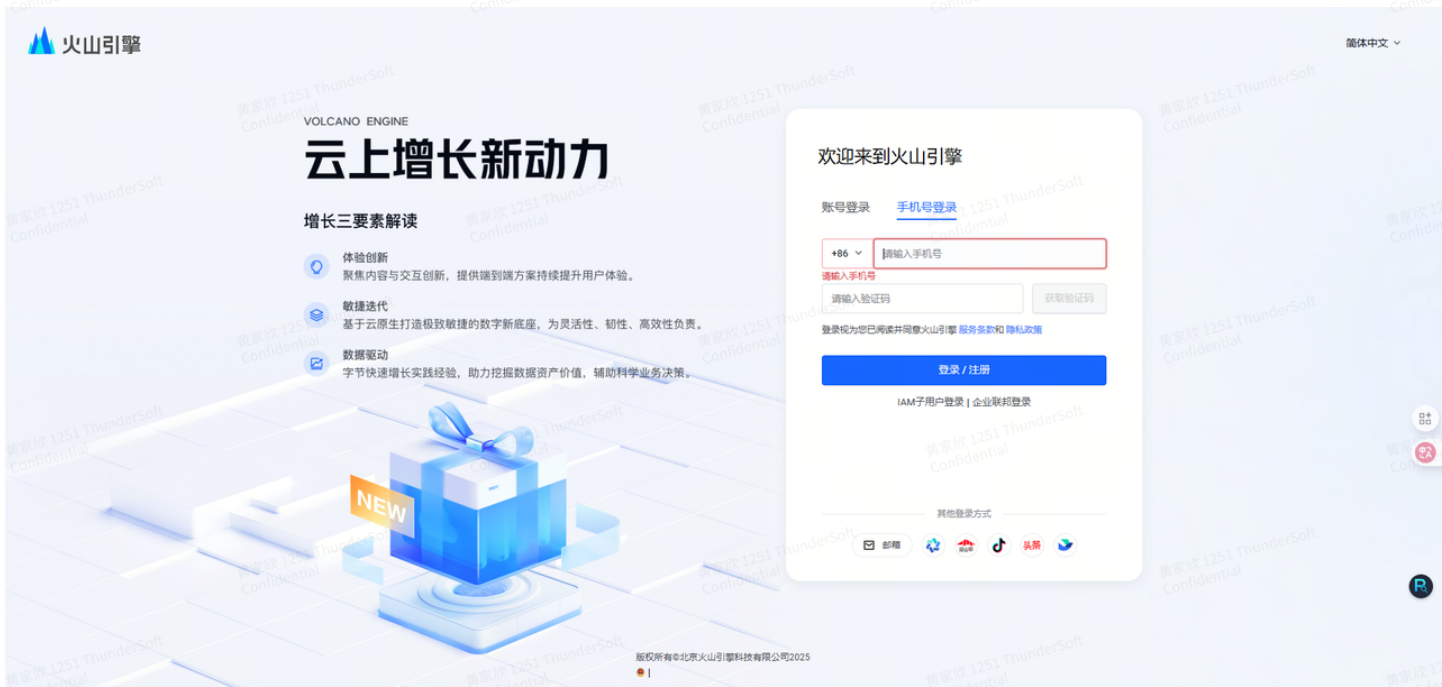 火山引擎
简体中文
VOLCANO ENGINE
云上增长新动力
增长三要素解读
体验创新
聚焦内容与交互创新，提供端到端方案持续提升用户体验。
敏捷迭代
基于云原生打造极致敏捷的数字新底座，为灵活性、韧性、高效性负责。
数据驱动
字节快速增长实践经验，助力挖掘数据资产价值，辅助科学业务决策。
NEW
欢迎来到火山引擎
账号登录 手机号登录
+86 请输入手机号
请输入手机号
请输入验证码 获取验证码
登录视为您已阅读并同意火山引擎 服务条款和 隐私政策
登录 / 注册
IAM子用户登录 | 企业联邦登录
其他登录方式
邮箱 头条
版权所有©北京火山引擎科技有限公司2025
|
黄家欣 1251 ThunderSoft
Confidential